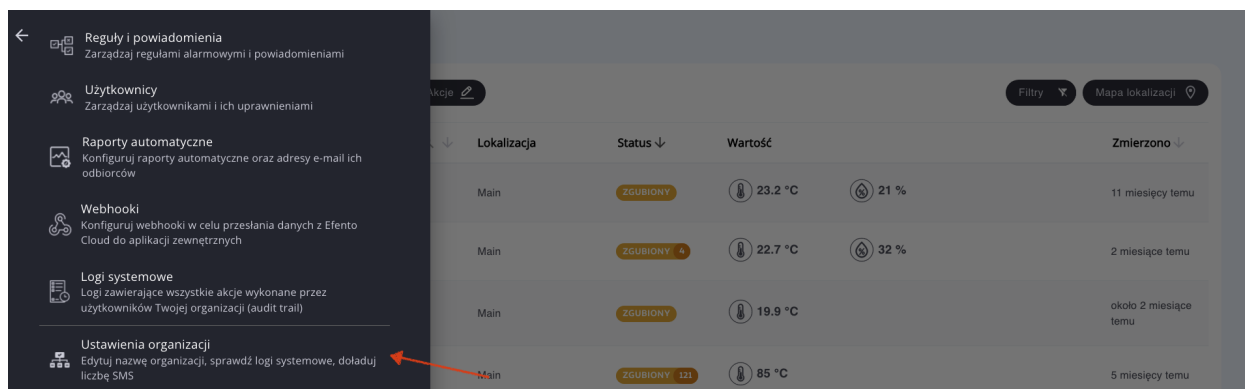 Reguły i powiadomienia
Zarządzaj regułami alarmowymi i powiadomieniami
Użytkownicy
Zarządzaj użytkownikami i ich uprawnieniami
Raporty automatyczne
Konfiguruj raporty automatyczne oraz adresy e-mail ich
odbiorców
Webhooki
Konfiguruj webhooki w celu przesłania danych z Efento
Cloud do aplikacji zewnętrznych
Logi systemowe
Logi zawierające wszystkie akcje wykonane przez
użytkowników Twojej organizacji (audit trail)
Ustawienia organizacji
Edytuj nazwę organizacji, sprawdź logi systemowe, doładuj
liczbę SMS
Akcje Filtry Mapa lokalizacji
Lokalizacja Status Wartość Zmierzono
Main ZGUBIONY 23.2 °C 21 % 11 miesięcy temu
Main ZGUBIONY 4 22.7 °C 32 % 2 miesiące temu
Main ZGUBIONY 19.9 °C około 2 miesiące
temu
Main ZGUBIONY 121 85 °C 5 miesięcy temu